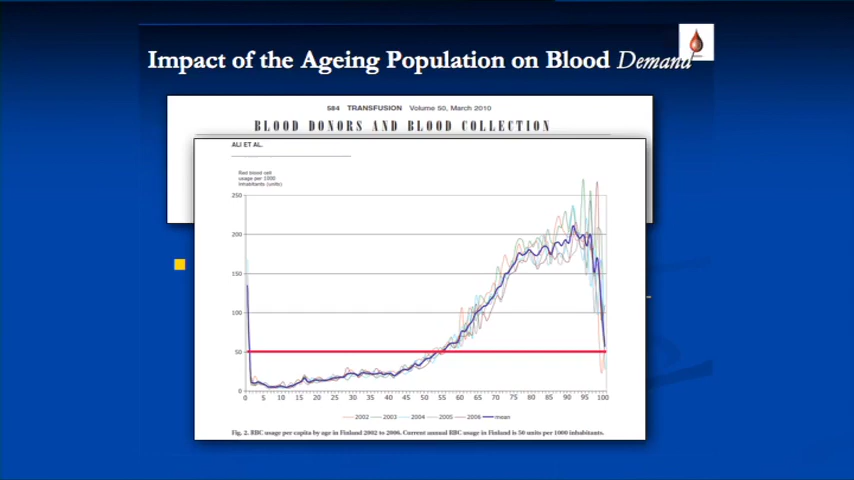 Impact of the Ageing Population on Blood Demand
584 TRANSFUSION Volume 50, March 2010
BLOOD DONORS AND BLOOD COLLECTION
ALI ET AL.
Red blood cell
usage per 1000
inhabitants (units)
250
200
150
100
50
0
0 5 10 15 20 25 30 35 40 45 50 55 60 65 70 75 80 85 90 95 100
2002 2003 2004 2005 2006 mean
Fig. 2. RBC usage per capita by age in Finland 2002 to 2006. Current annual RBC usage in Finland is 50 units per 1000 inhabitants.